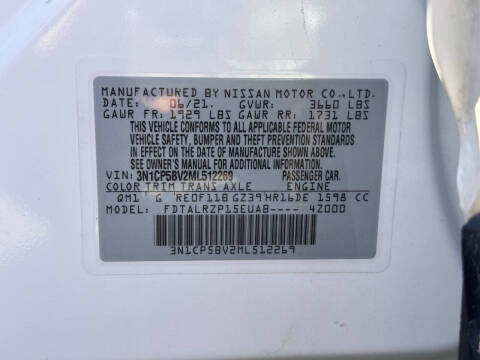 MANUFACTURED BY NISSAN MOTOR CO.,LTD.
DATE: 06/21. GVWR: 3660 LBS
GAWR FR: 1929 LBS GAWR RR: 1731 LBS
THIS VEHICLE CONFORMS TO ALL APPLICABLE FEDERAL MOTOR
VEHICLE SAFETY, BUMPER AND THEFT PREVENTION STANDARDS
IN EFFECT ON THE DATE OF MANUFACTURE SHOWN ABOVE.
SEE OWNER'S MANUAL FOR ADDITIONAL INFORMATION.
VIN: 3N1CP5BV2ML512269 PASSENGER CAR.
COLOR TRIM TRANS AXLE ENGINE
QM1 G RE0F11B GZ39 HR16DE 1598 CC
MODEL: FDTALRZP15EUAB---- 4Z000
3N1CP5BV2ML512269